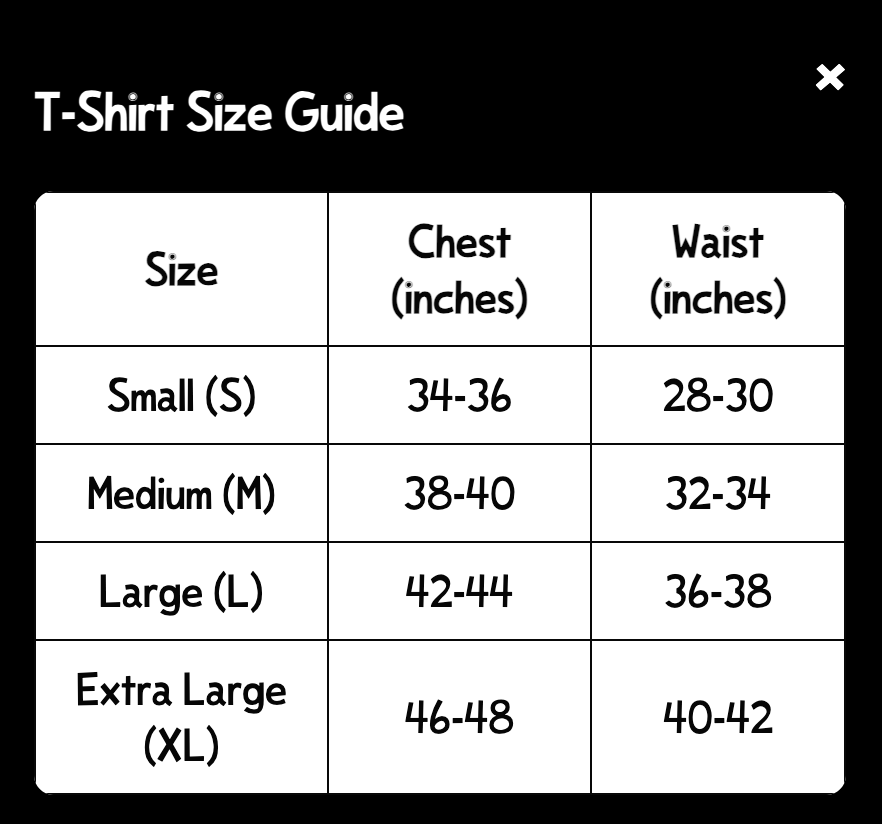 T-Shirt Size Guide
Size
Chest
(inches)
Waist
(inches)
Small (S)
34-36
28-30
Medium (M)
38-40
32-34
Large (L)
42-44
36-38
Extra Large
(XL)
46-48
40-42